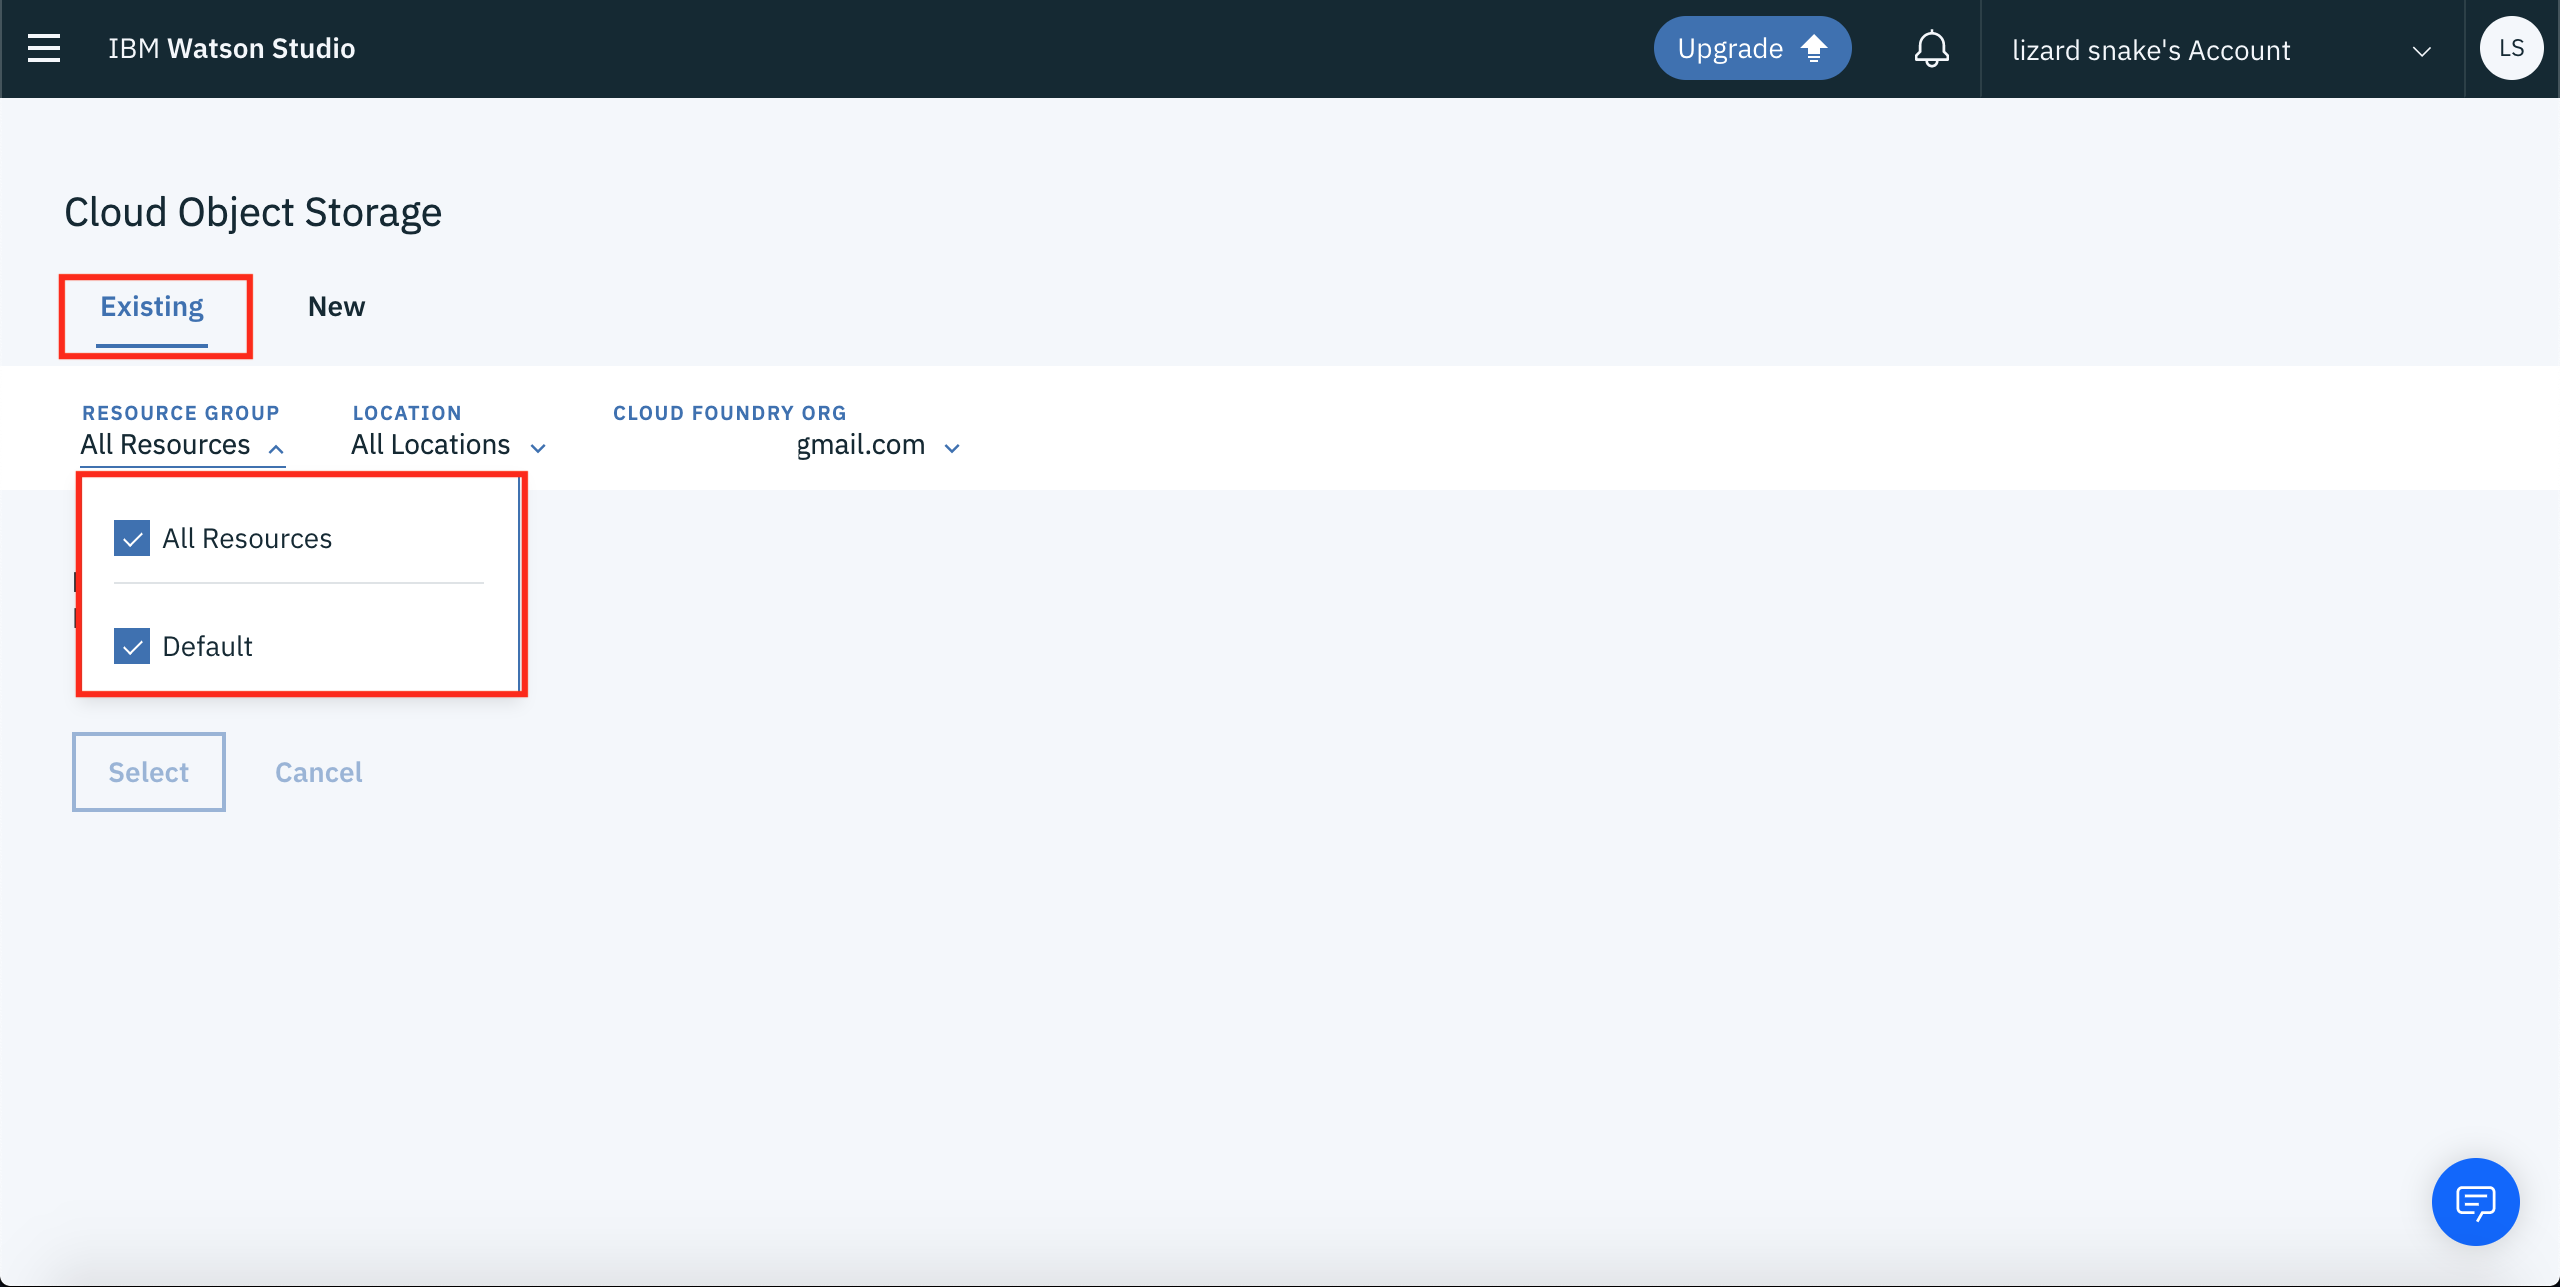 IBM Watson Studio
Upgrade
lizard snake's Account
LS
Cloud Object Storage
Existing
New
RESOURCE GROUP
LOCATION
CLOUD FOUNDRY ORG
All Resources
All Locations
gmail.com
All Resources
Default
Select
Cancel